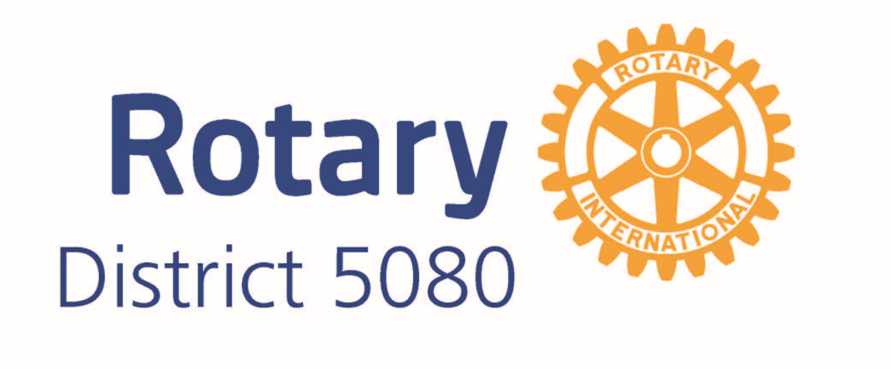 Rotary
District 5080
ROTARY
INTERNATIONAL